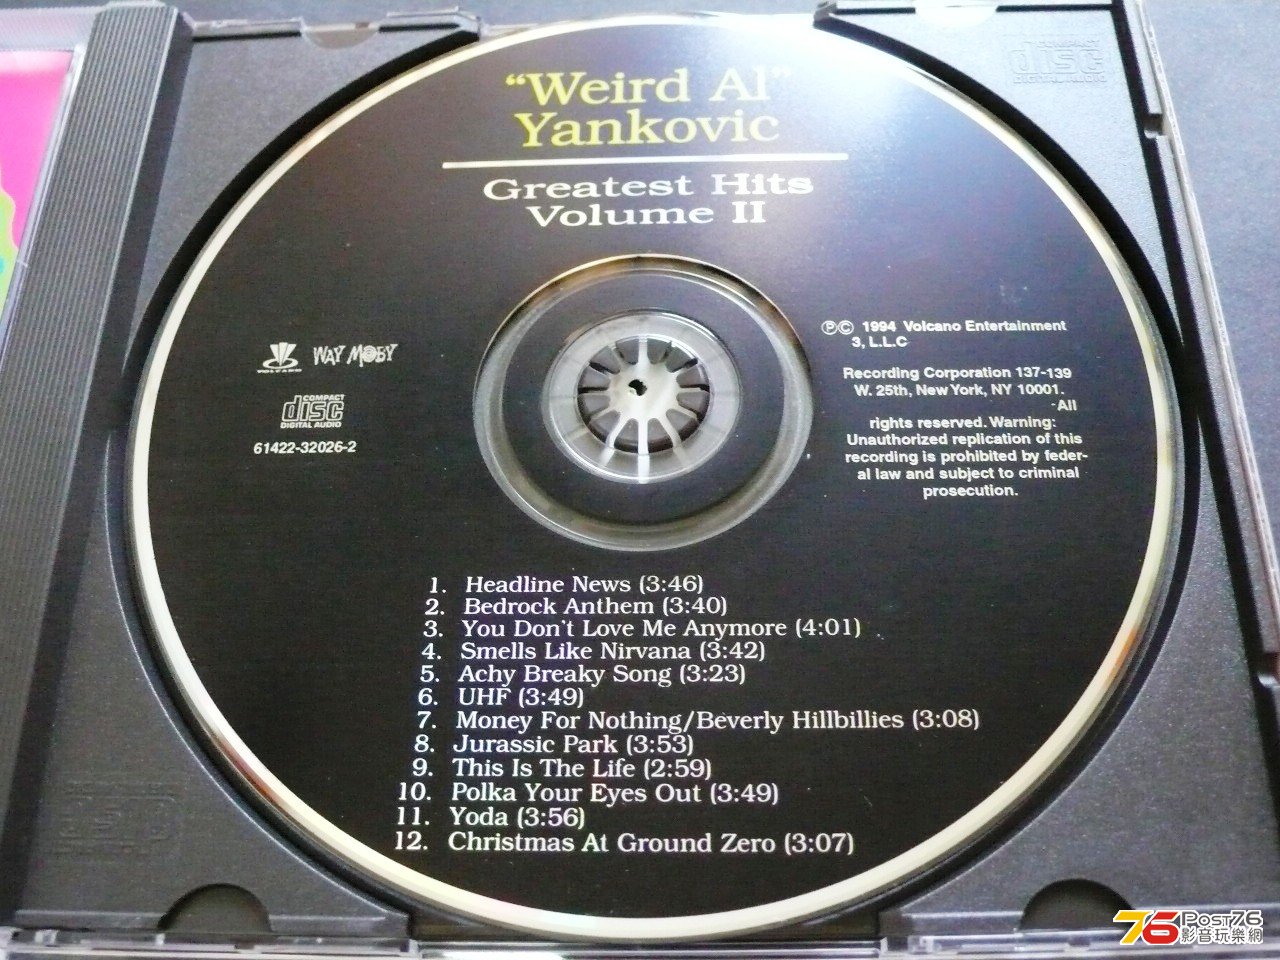 "Weird Al"
Yankovic
Greatest Hits
Volume II
COMPACT
disc
DIGITAL AUDIO
VOLCANO
WAY MOBY
COMPACT
disc
DIGITAL AUDIO
61422-32026-2
ⓅⒸ 1994 Volcano Entertainment
3, L.L.C
Recording Corporation 137-139
W. 25th, New York, NY 10001.
All
rights reserved. Warning:
Unauthorized replication of this
recording is prohibited by feder-
al law and subject to criminal
prosecution.
1. Headline News (3:46)
2. Bedrock Anthem (3:40)
3. You Don't Love Me Anymore (4:01)
4. Smells Like Nirvana (3:42)
5. Achy Breaky Song (3:23)
6. UHF (3:49)
7. Money For Nothing/Beverly Hillbillies (3:08)
8. Jurassic Park (3:53)
9. This Is The Life (2:59)
10. Polka Your Eyes Out (3:49)
11. Yoda (3:56)
12. Christmas At Ground Zero (3:07)
76 Post76
影音玩樂網